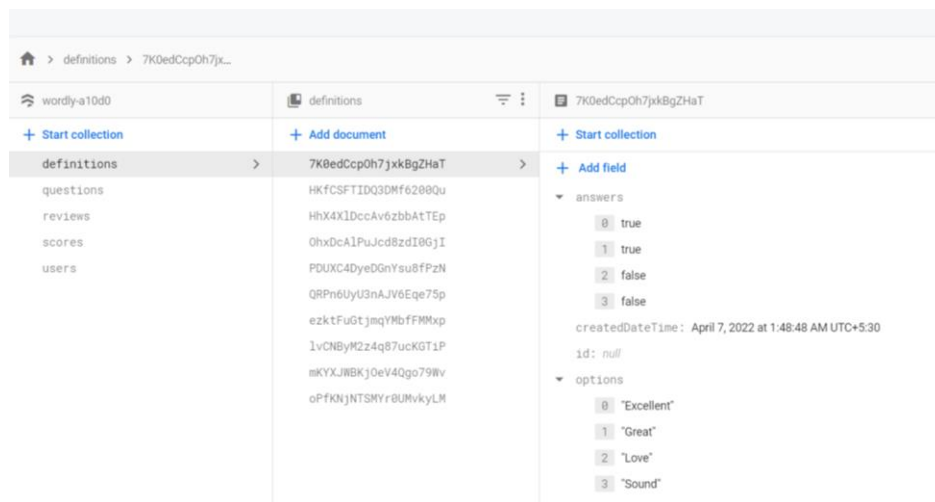 definitions > 7K0edCcpOh7jx...
wordly-a10d0
+ Start collection
definitions
questions
reviews
scores
users
definitions
+ Add document
7K0edCcpOh7jxkBgZHaT
HKfCSFTIDQ3DMf6200Qu
HhX4XlDccAv6zbbAtTEp
OhxDcAlPuJcd8zdI0GjI
PDUXC4DyeDGnYsu8fPzN
QRPn6UyU3nAJV6Eqe75p
ezktFuGtjmqYMbfFMMxp
lvCNByM2z4q87ucKGTiP
mKYXJWBKjOeV4Qgo79Wv
oPfKNjNTSMYr0UMvkyLM
7K0edCcpOh7jxkBgZHaT
+ Start collection
+ Add field
answers
0 true
1 true
2 false
3 false
createdDateTime: April 7, 2022 at 1:48:48 AM UTC+5:30
id: null
options
0 "Excellent"
1 "Great"
2 "Love"
3 "Sound"